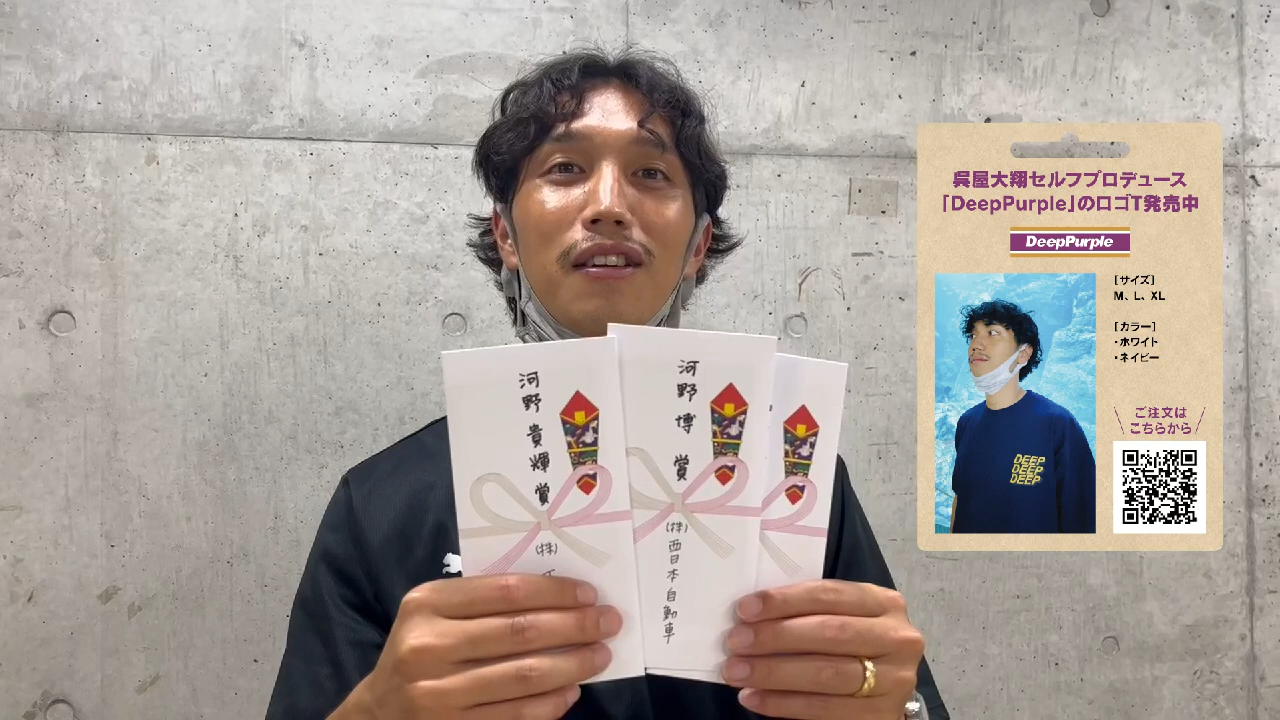 河野貴輝賞
(株)
河野博 賞
(株)西日本自動車
呉屋大翔セルフプロデュース
「DeepPurple」のロゴT発売中
DeepPurple
[サイズ]
M、L、XL
[カラー]
・ホワイト
・ネイビー
DEEP
DEEP
DEEP
ご注文は
こちらから